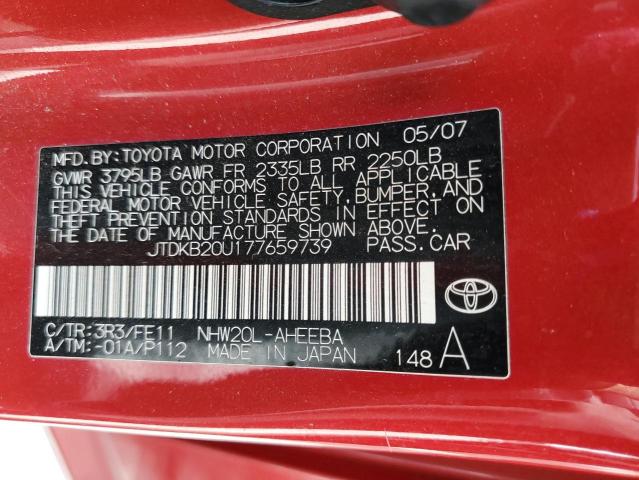 MFD. BY: TOYOTA MOTOR CORPORATION 05/07
GVWR 3795LB GAWR FR 2335LB RR 2250LB
THIS VEHICLE CONFORMS TO ALL APPLICABLE
FEDERAL MOTOR VEHICLE SAFETY, BUMPER, AND
THEFT PREVENTION STANDARDS IN EFFECT ON
THE DATE OF MANUFACTURE SHOWN ABOVE.
JTDKB20U177659739 PASS. CAR
C/TR: 3R3/FE11 NHW20L-AHEEBA
A/TM: -01A/P112 MADE IN JAPAN 148 A